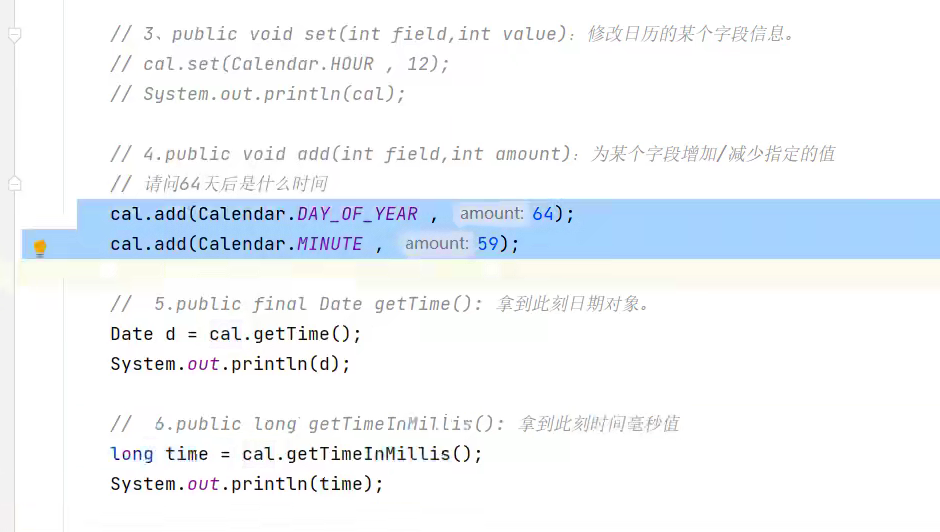 // 3、public void set(int field,int value)：修改日历的某个字段信息。
// cal.set(Calendar.HOUR , 12);
// System.out.println(cal);
// 4.public void add(int field,int amount)：为某个字段增加/减少指定的值
// 请问64天后是什么时间
cal.add(Calendar.DAY_OF_YEAR , amount: 64);
cal.add(Calendar.MINUTE , amount: 59);
//  5.public final Date getTime(): 拿到此刻日期对象。
Date d = cal.getTime();
System.out.println(d);
//  6.public long getTimeInMillis(): 拿到此刻时间毫秒值
long time = cal.getTimeInMillis();
System.out.println(time);